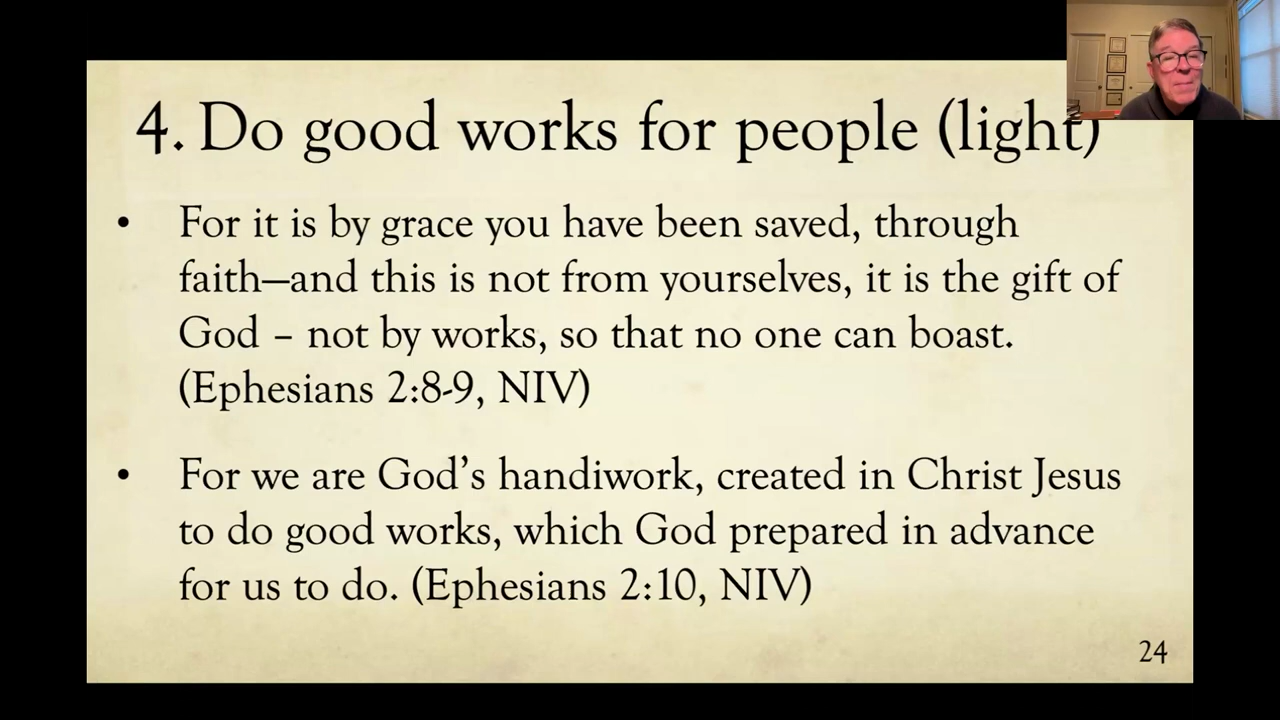 4. Do good works for people (light)
• For it is by grace you have been saved, through
faith—and this is not from yourselves, it is the gift of
God – not by works, so that no one can boast.
(Ephesians 2:8-9, NIV)
• For we are God’s handiwork, created in Christ Jesus
to do good works, which God prepared in advance
for us to do. (Ephesians 2:10, NIV)
24